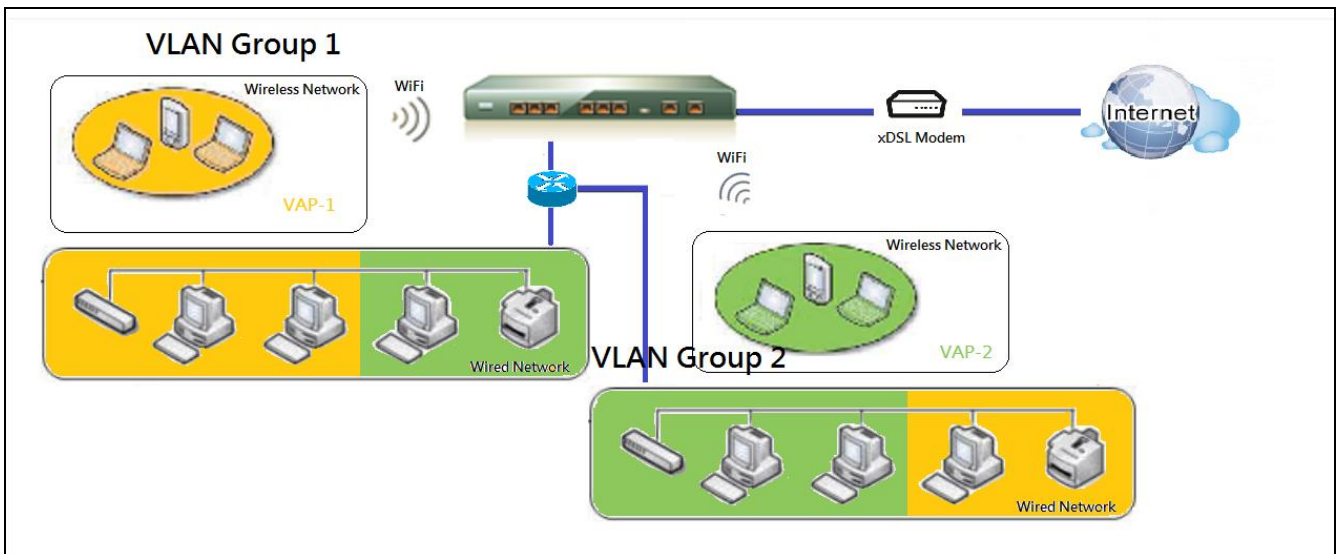 VLAN Group 1
Wireless Network
WiFi
VAP-1
xDSL Modem
Internet
WiFi
Wireless Network
VAP-2
Wired Network
VLAN Group 2
Wired Network